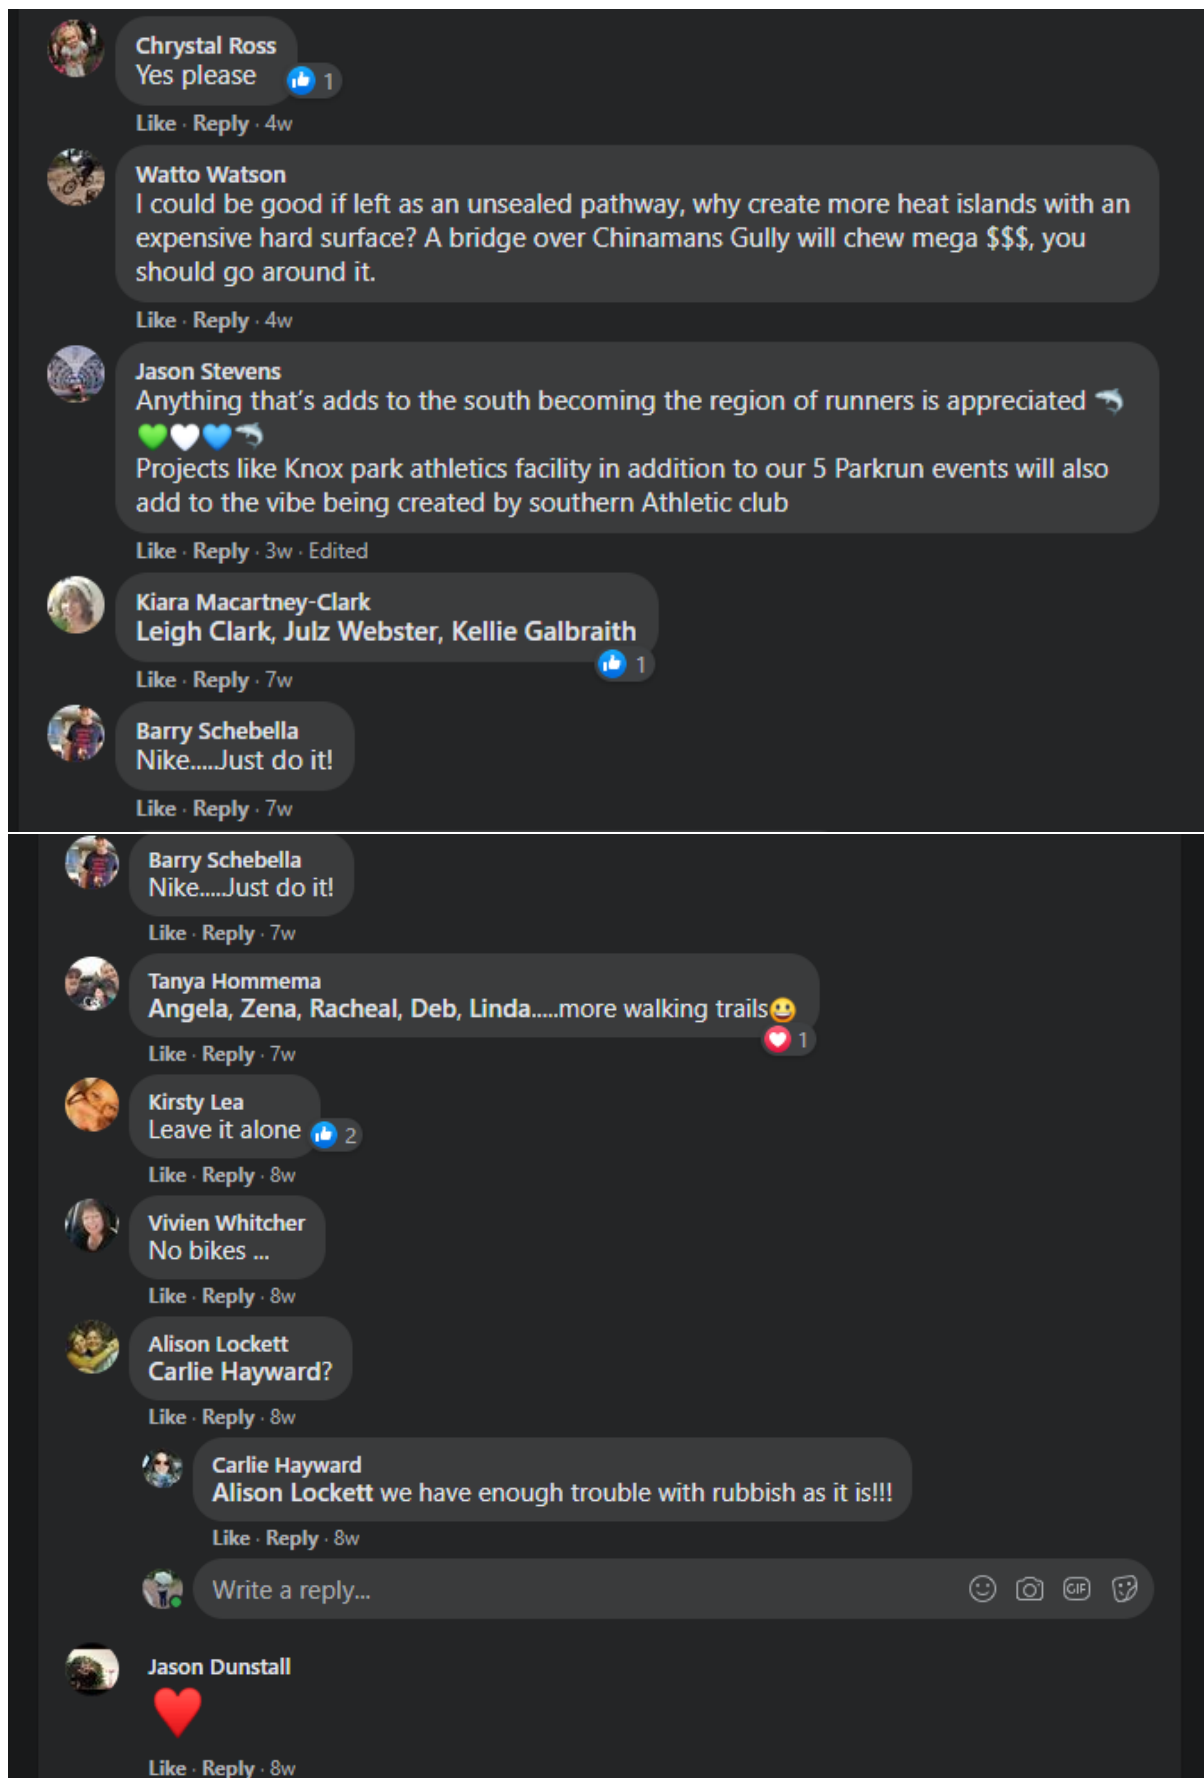 Chrystal Ross
Yes please 1
Like · Reply · 4w
Watto Watson
I could be good if left as an unsealed pathway, why create more heat islands with an
expensive hard surface? A bridge over Chinamans Gully will chew mega $$$, you
should go around it.
Like · Reply · 4w
Jason Stevens
Anything that's adds to the south becoming the region of runners is appreciated 🐬
💚🤍💙🐬
Projects like Knox park athletics facility in addition to our 5 Parkrun events will also
add to the vibe being created by southern Athletic club
Like · Reply · 3w · Edited
Kiara Macartney-Clark
Leigh Clark, Julz Webster, Kellie Galbraith
1
Like · Reply · 7w
Barry Schebella
Nike.....Just do it!
Like · Reply · 7w
Barry Schebella
Nike.....Just do it!
Like · Reply · 7w
Tanya Hommema
Angela, Zena, Racheal, Deb, Linda.....more walking trails😀
1
Like · Reply · 7w
Kirsty Lea
Leave it alone 2
Like · Reply · 8w
Vivien Whitcher
No bikes ...
Like · Reply · 8w
Alison Lockett
Carlie Hayward?
Like · Reply · 8w
Carlie Hayward
Alison Lockett we have enough trouble with rubbish as it is!!!
Like · Reply · 8w
Write a reply... GIF
Jason Dunstall
♥
Like · Reply · 8w